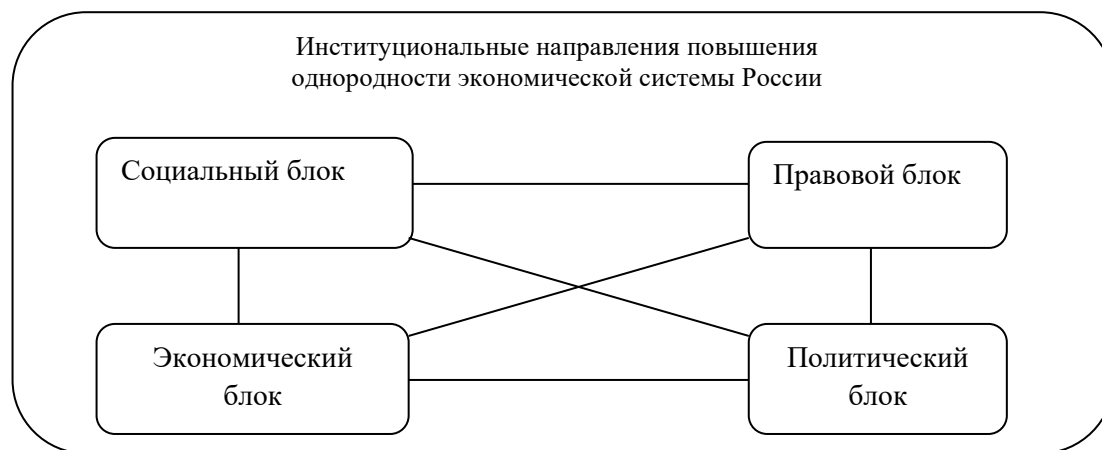 Институциональные направления повышения
однородности экономической системы России
Социальный блок
Правовой блок
Экономический
блок
Политический
блок